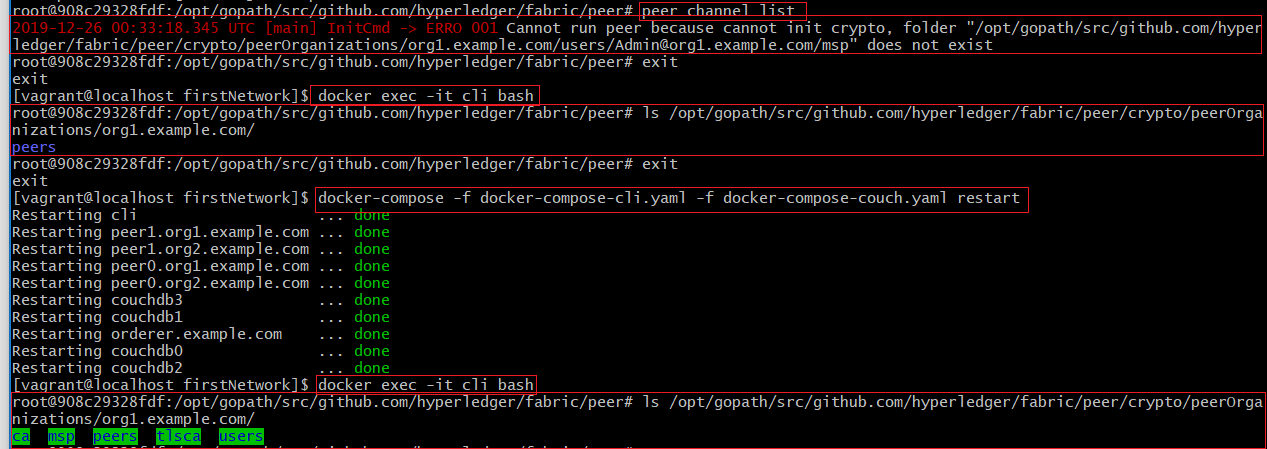 root@908c29328fdf:/opt/gopath/src/github.com/hyperledger/fabric/peer# peer channel list
2019-12-26 00:33:18.345 UTC [main] InitCmd -> ERRO 001 Cannot run peer because cannot init crypto, folder "/opt/gopath/src/github.com/hyper
ledger/fabric/peer/crypto/peerOrganizations/org1.example.com/users/Admin@org1.example.com/msp" does not exist
root@908c29328fdf:/opt/gopath/src/github.com/hyperledger/fabric/peer# exit
exit
[vagrant@localhost firstNetwork]$ docker exec -it cli bash
root@908c29328fdf:/opt/gopath/src/github.com/hyperledger/fabric/peer# ls /opt/gopath/src/github.com/hyperledger/fabric/peer/crypto/peerOrga
nizations/org1.example.com/
peers
root@908c29328fdf:/opt/gopath/src/github.com/hyperledger/fabric/peer# exit
exit
[vagrant@localhost firstNetwork]$ docker-compose -f docker-compose-cli.yaml -f docker-compose-couch.yaml restart
Restarting cli ... done
Restarting peer1.org1.example.com ... done
Restarting peer1.org2.example.com ... done
Restarting peer0.org1.example.com ... done
Restarting peer0.org2.example.com ... done
Restarting couchdb3 ... done
Restarting couchdb1 ... done
Restarting orderer.example.com ... done
Restarting couchdb0 ... done
Restarting couchdb2 ... done
[vagrant@localhost firstNetwork]$ docker exec -it cli bash
root@908c29328fdf:/opt/gopath/src/github.com/hyperledger/fabric/peer# ls /opt/gopath/src/github.com/hyperledger/fabric/peer/crypto/peerOrga
nizations/org1.example.com/
ca msp peers tlsca users